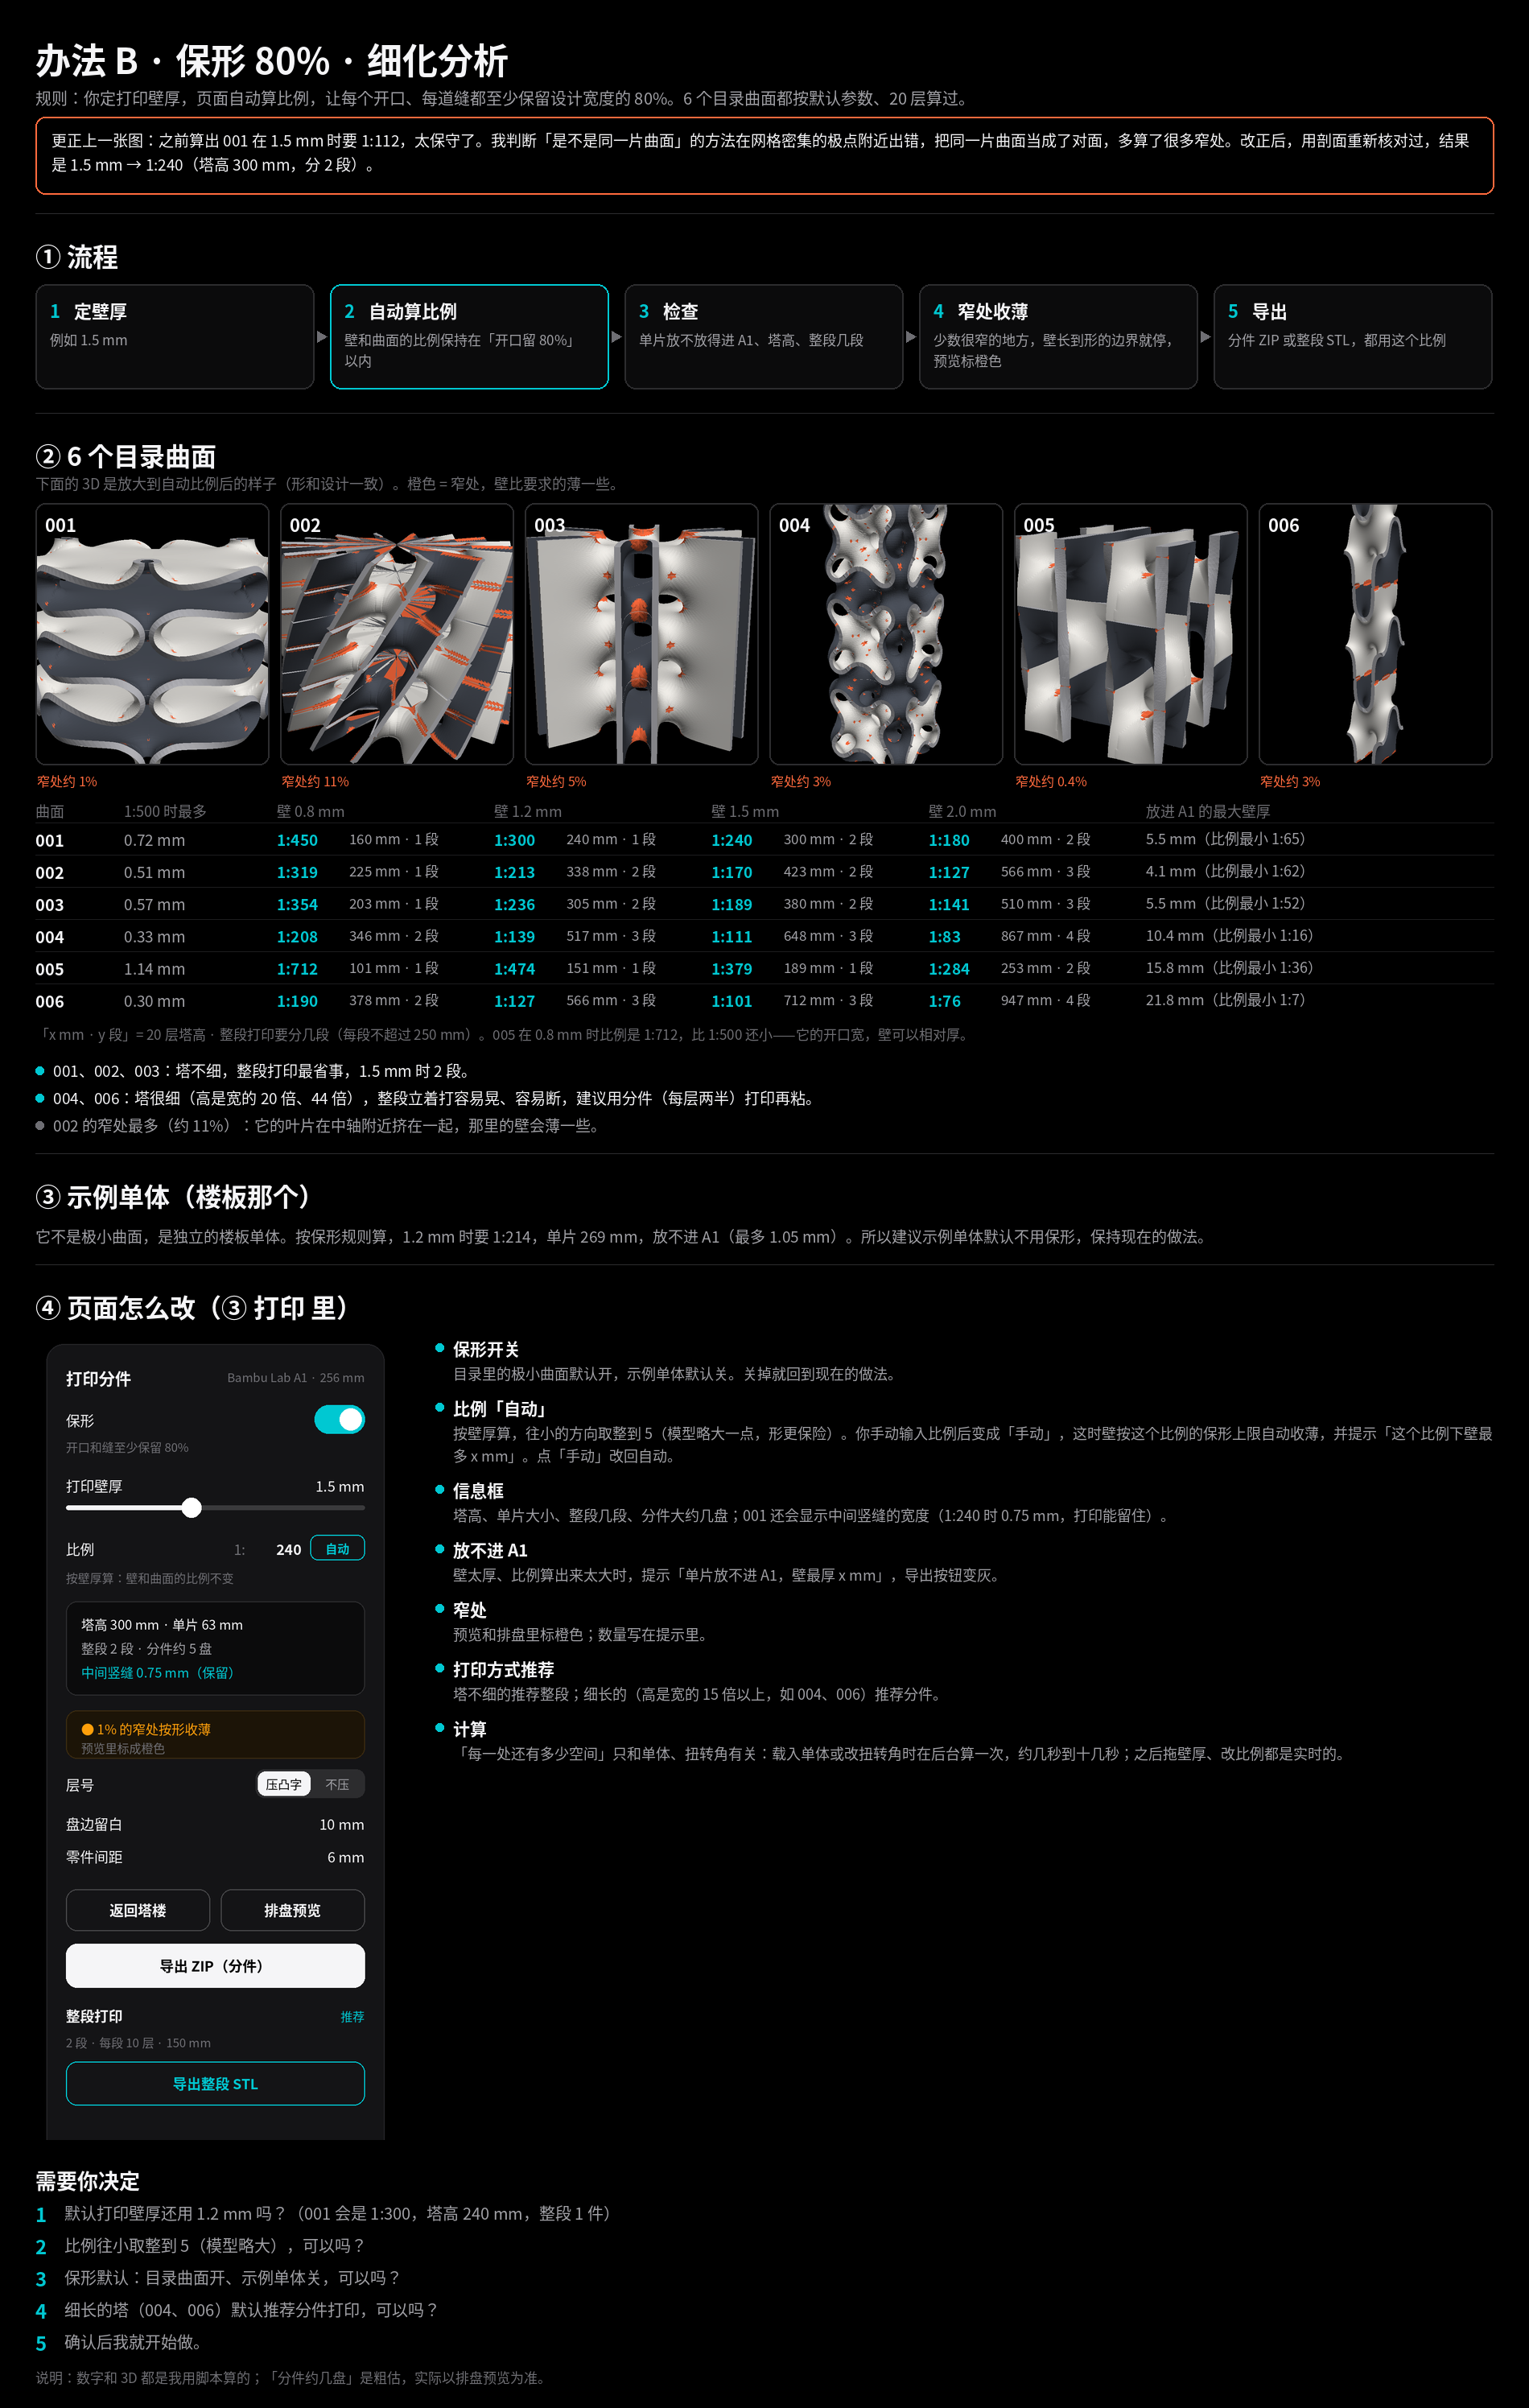 办法 B · 保形 80% · 细化分析
规则：你定打印壁厚，页面自动算比例，让每个开口、每道缝都至少保留设计宽度的 80%。6 个目录曲面都按默认参数、20 层算过。
更正上一张图：之前算出 001 在 1.5 mm 时要 1:112，太保守了。我判断「是不是同一片曲面」的方法在网格密集的极点附近出错，把同一片曲面当成了对面，多算了很多窄处。改正后，用剖面重新核对过，结果
是 1.5 mm → 1:240（塔高 300 mm，分 2 段）。
① 流程
1 定壁厚
例如 1.5 mm
2 自动算比例
壁和曲面的比例保持在「开口留 80%」
以内
3 检查
单片放不放得进 A1、塔高、整段几段
4 窄处收薄
少数很窄的地方，壁长到形的边界就停，
预览标橙色
5 导出
分件 ZIP 或整段 STL，都用这个比例
② 6 个目录曲面
下面的 3D 是放大到自动比例后的样子（形和设计一致）。橙色 = 窄处，壁比要求的薄一些。
001 002 003 004 005 006
窄处约 1% 窄处约 11% 窄处约 5% 窄处约 3% 窄处约 0.4% 窄处约 3%
曲面 1:500 时最多 壁 0.8 mm 壁 1.2 mm 壁 1.5 mm 壁 2.0 mm 放进 A1 的最大壁厚
001 0.72 mm 1:450 160 mm · 1 段 1:300 240 mm · 1 段 1:240 300 mm · 2 段 1:180 400 mm · 2 段 5.5 mm（比例最小 1:65）
002 0.51 mm 1:319 225 mm · 1 段 1:213 338 mm · 2 段 1:170 423 mm · 2 段 1:127 566 mm · 3 段 4.1 mm（比例最小 1:62）
003 0.57 mm 1:354 203 mm · 1 段 1:236 305 mm · 2 段 1:189 380 mm · 2 段 1:141 510 mm · 3 段 5.5 mm（比例最小 1:52）
004 0.33 mm 1:208 346 mm · 2 段 1:139 517 mm · 3 段 1:111 648 mm · 3 段 1:83 867 mm · 4 段 10.4 mm（比例最小 1:16）
005 1.14 mm 1:712 101 mm · 1 段 1:474 151 mm · 1 段 1:379 189 mm · 1 段 1:284 253 mm · 2 段 15.8 mm（比例最小 1:36）
006 0.30 mm 1:190 378 mm · 2 段 1:127 566 mm · 3 段 1:101 712 mm · 3 段 1:76 947 mm · 4 段 21.8 mm（比例最小 1:7）
「x mm · y 段」= 20 层塔高 · 整段打印要分几段（每段不超过 250 mm）。005 在 0.8 mm 时比例是 1:712，比 1:500 还小——它的开口宽，壁可以相对厚。
001、002、003：塔不细，整段打印最省事，1.5 mm 时 2 段。
004、006：塔很细（高是宽的 20 倍、44 倍），整段立着打容易晃、容易断，建议用分件（每层两半）打印再粘。
002 的窄处最多（约 11%）：它的叶片在中轴附近挤在一起，那里的壁会薄一些。
③ 示例单体（楼板那个）
它不是极小曲面，是独立的楼板单体。按保形规则算，1.2 mm 时要 1:214，单片 269 mm，放不进 A1（最多 1.05 mm）。所以建议示例单体默认不用保形，保持现在的做法。
④ 页面怎么改（③ 打印 里）
打印分件 Bambu Lab A1 · 256 mm
保形
开口和缝至少保留 80%
打印壁厚 1.5 mm
比例 1: 240 自动
按壁厚算：壁和曲面的比例不变
塔高 300 mm · 单片 63 mm
整段 2 段 · 分件约 5 盘
中间竖缝 0.75 mm（保留）
1% 的窄处按形收薄
预览里标成橙色
层号 压凸字 不压
盘边留白 10 mm
零件间距 6 mm
返回塔楼 排盘预览
导出 ZIP（分件）
整段打印 推荐
2 段 · 每段 10 层 · 150 mm
导出整段 STL
保形开关
目录里的极小曲面默认开，示例单体默认关。关掉就回到现在的做法。
比例「自动」
按壁厚算，往小的方向取整到 5（模型略大一点，形更保险）。你手动输入比例后变成「手动」，这时壁按这个比例的保形上限自动收薄，并提示「这个比例下壁最
多 x mm」。点「手动」改回自动。
信息框
塔高、单片大小、整段几段、分件大约几盘；001 还会显示中间竖缝的宽度（1:240 时 0.75 mm，打印能留住）。
放不进 A1
壁太厚、比例算出来太大时，提示「单片放不进 A1，壁最厚 x mm」，导出按钮变灰。
窄处
预览和排盘里标橙色；数量写在提示里。
打印方式推荐
塔不细的推荐整段；细长的（高是宽的 15 倍以上，如 004、006）推荐分件。
计算
「每一处还有多少空间」只和单体、扭转角有关：载入单体或改扭转角时在后台算一次，约几秒到十几秒；之后拖壁厚、改比例都是实时的。
需要你决定
1 默认打印壁厚还用 1.2 mm 吗？（001 会是 1:300，塔高 240 mm，整段 1 件）
2 比例往小取整到 5（模型略大），可以吗？
3 保形默认：目录曲面开、示例单体关，可以吗？
4 细长的塔（004、006）默认推荐分件打印，可以吗？
5 确认后我就开始做。
说明：数字和 3D 都是我用脚本算的；「分件约几盘」是粗估，实际以排盘预览为准。